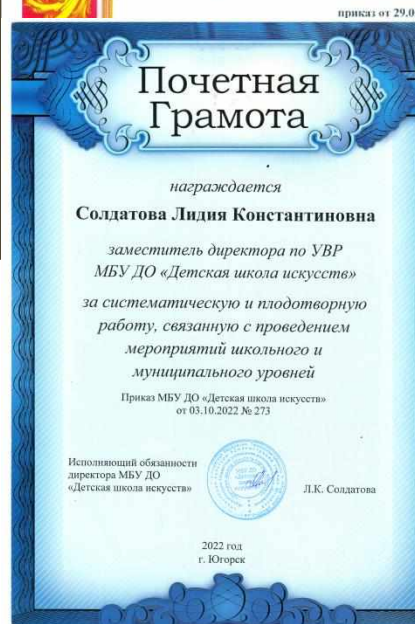 приказ от 29.0
Почетная
Грамота
награждается
Солдатова Лидия Константиновна
заместитель директора по УВР
МБУ ДО «Детская школа искусств»
за систематическую и плодотворную
работу, связанную с проведением
мероприятий школьного и
муниципального уровней
Приказ МБУ ДО «Детская школа искусств»
от 03.10.2022 № 273
Исполняющий обязанности
директора МБУ ДО
«Детская школа искусств»
Л.К. Солдатова
2022 год
г. Югорск